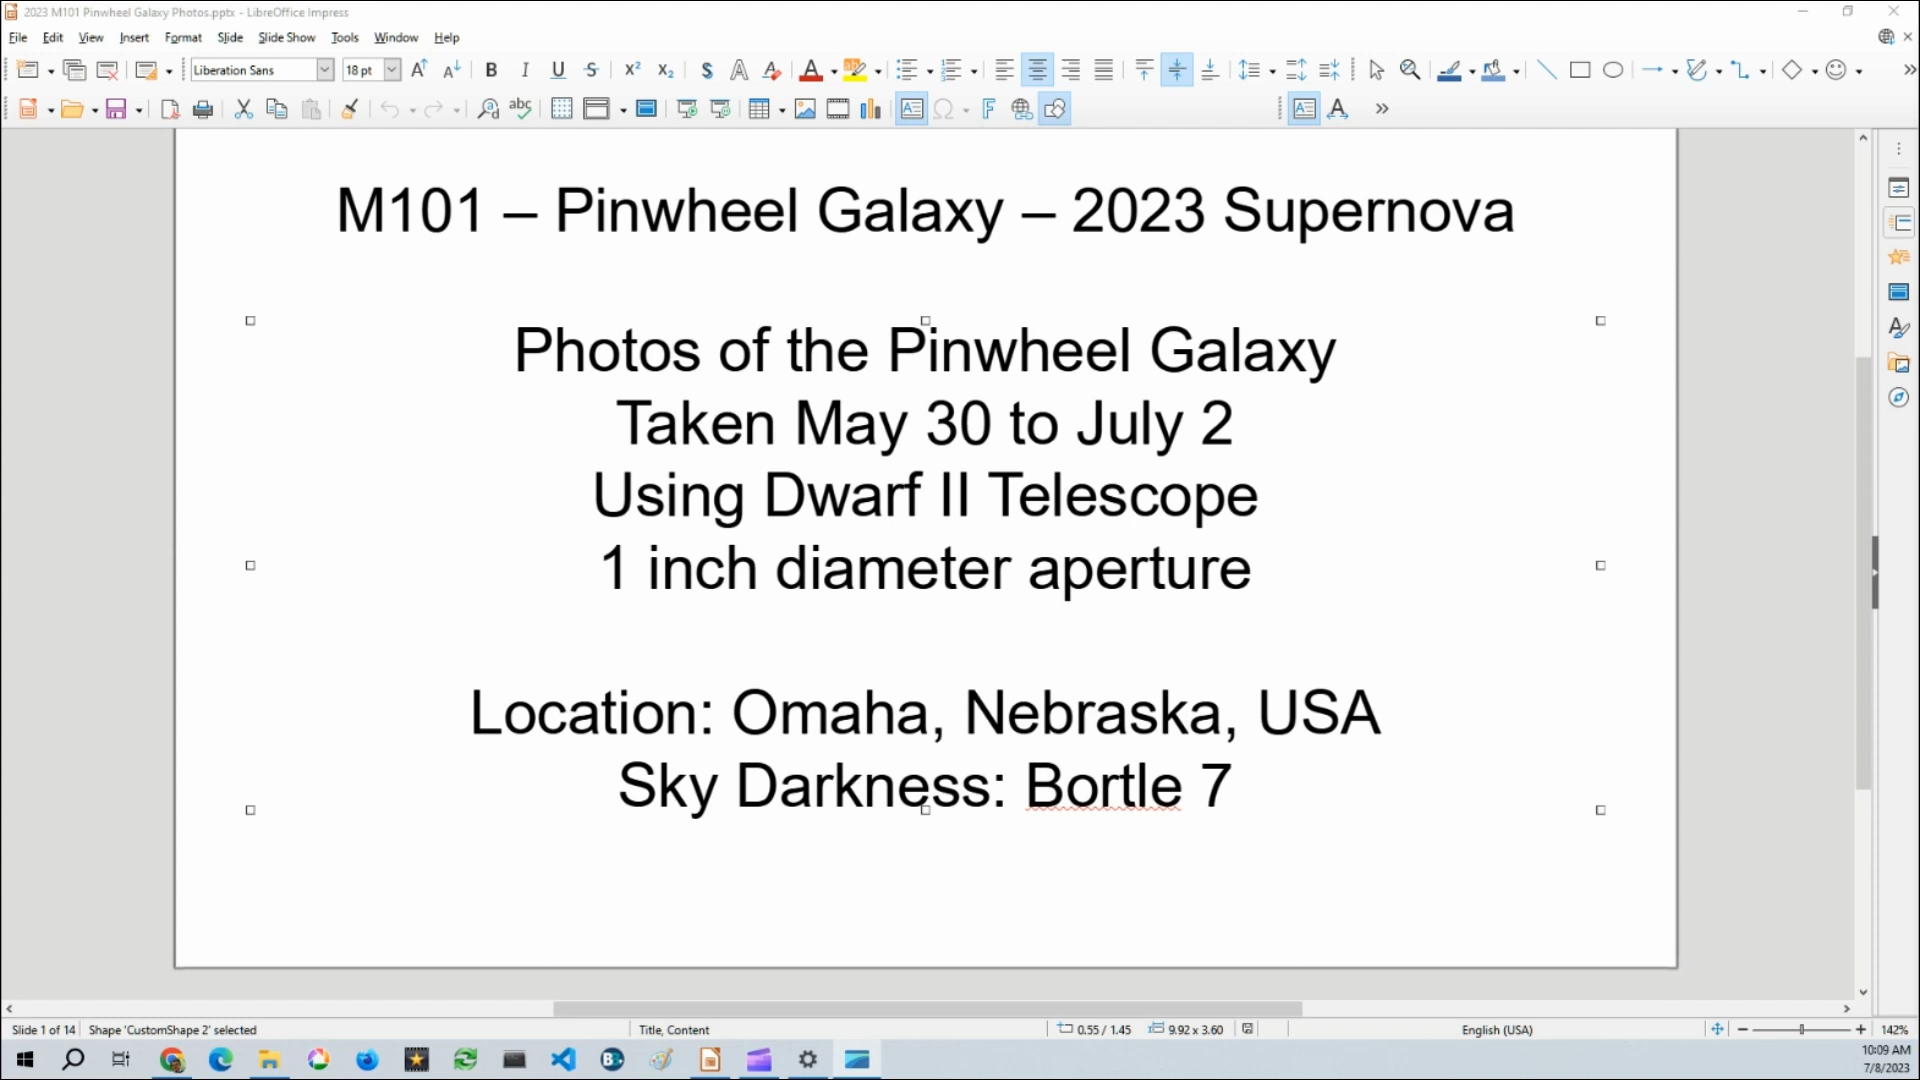 2023 M101 Pinwheel Galaxy Photos.pptx - LibreOffice Impress
File Edit View Insert Format Slide Slide Show Tools Window Help
Liberation Sans 18 pt
M101 – Pinwheel Galaxy – 2023 Supernova
Photos of the Pinwheel Galaxy
Taken May 30 to July 2
Using Dwarf II Telescope
1 inch diameter aperture
Location: Omaha, Nebraska, USA
Sky Darkness: Bortle 7
Slide 1 of 14 Shape 'CustomShape 2' selected Title, Content 0.55 / 1.45 9.92 x 3.60 English (USA) 142%
10:09 AM
7/8/2023